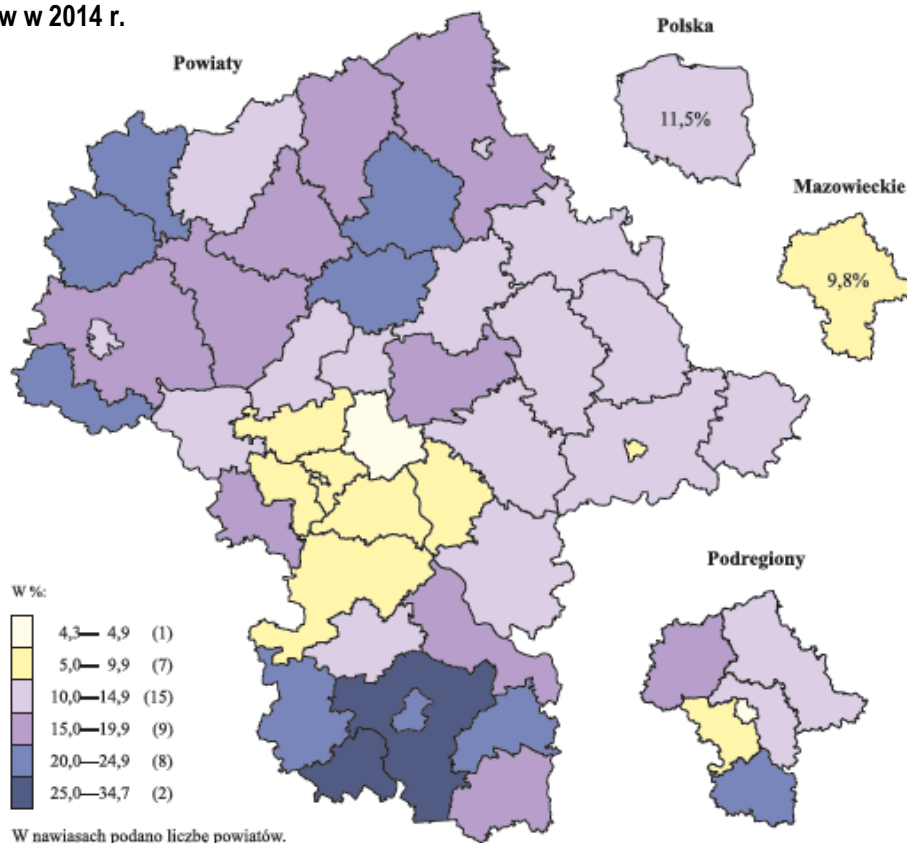 w w 2014 r.
Powiaty
Polska
11,5%
Mazowieckie
9,8%
Podregiony
W %:
4,3— 4,9 (1)
5,0— 9,9 (7)
10,0—14,9 (15)
15,0—19,9 (9)
20,0—24,9 (8)
25,0—34,7 (2)
W nawiasach podano liczbę powiatów.